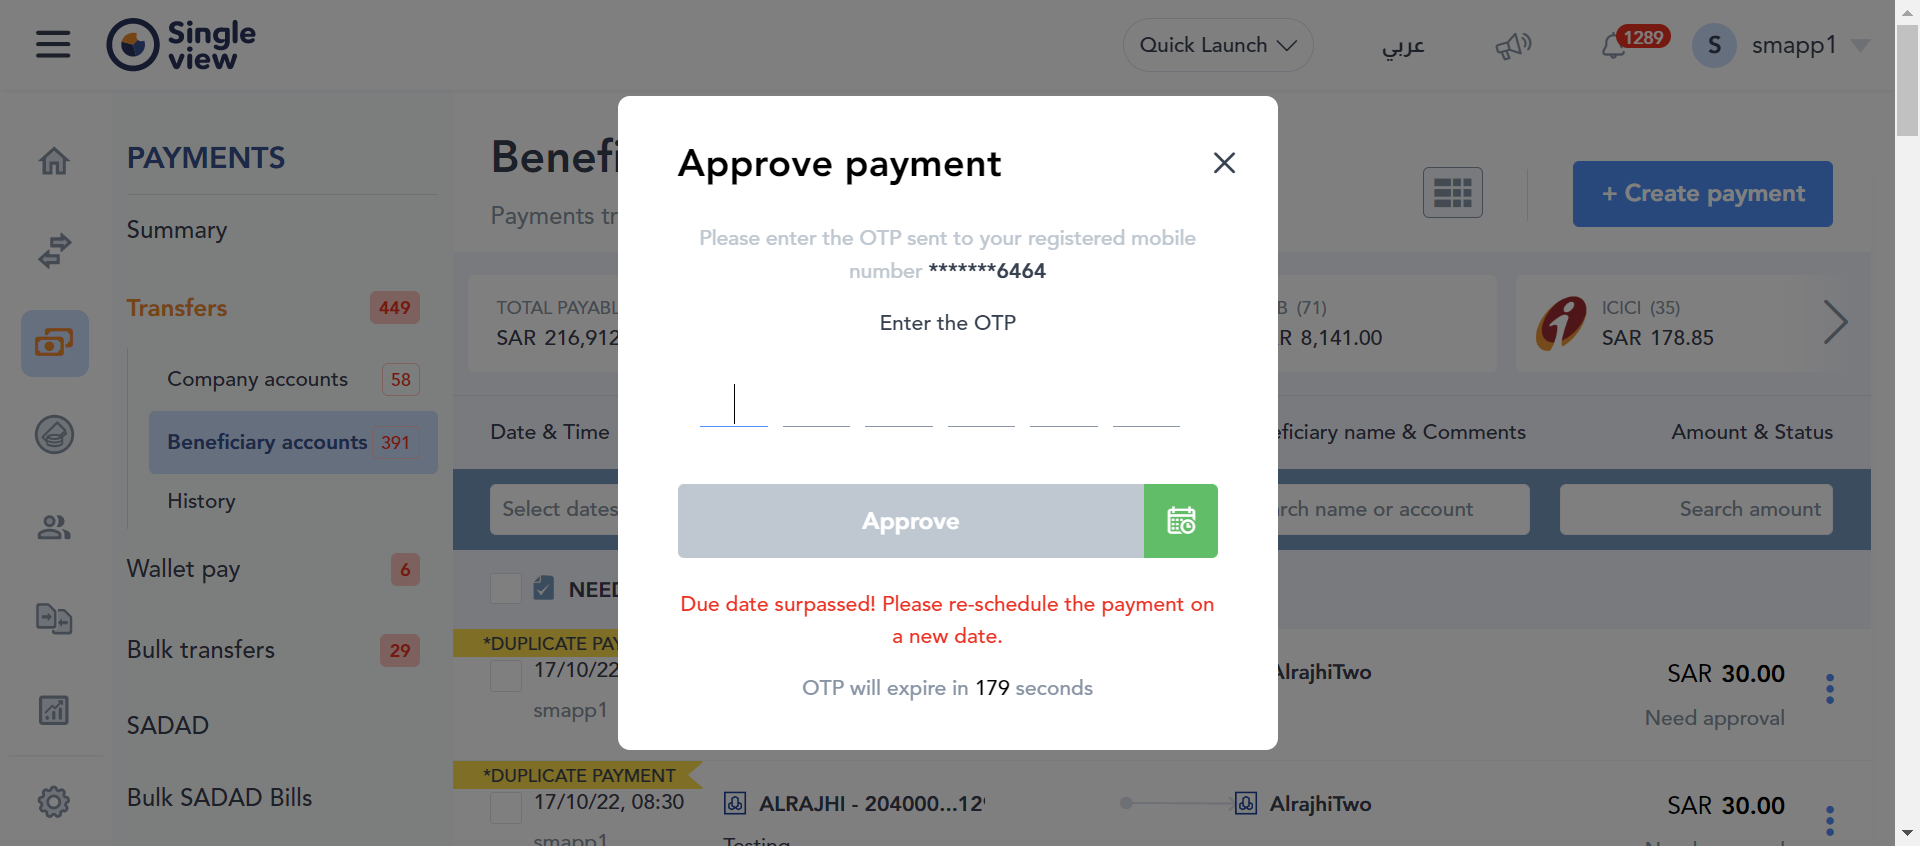 Single
view
Quick Launch
عربي
1289
S
smapp1
PAYMENTS
Summary
Transfers 449
Company accounts 58
Beneficiary accounts 391
History
Wallet pay 6
Bulk transfers 29
SADAD
Bulk SADAD Bills
Payments
+ Create payment
TOTAL
SAR 216,912
(71)
8,141.00
ICICI (35)
SAR 178.85
Date & Time
name & Comments
Amount & Status
Select dates
name or account
Search amount
NEED
*DUPLICATE
17/10/22,
smapp1
AlrajhiTwo
SAR 30.00
Need approval
*DUPLICATE PAYMENT
17/10/22, 08:30
smapp1
ALRAJHI - 204000...12
Testing
AlrajhiTwo
SAR 30.00
Approve payment
Please enter the OTP sent to your registered mobile
number *******6464
Enter the OTP
Approve
Due date surpassed! Please re-schedule the payment on
a new date.
OTP will expire in 179 seconds